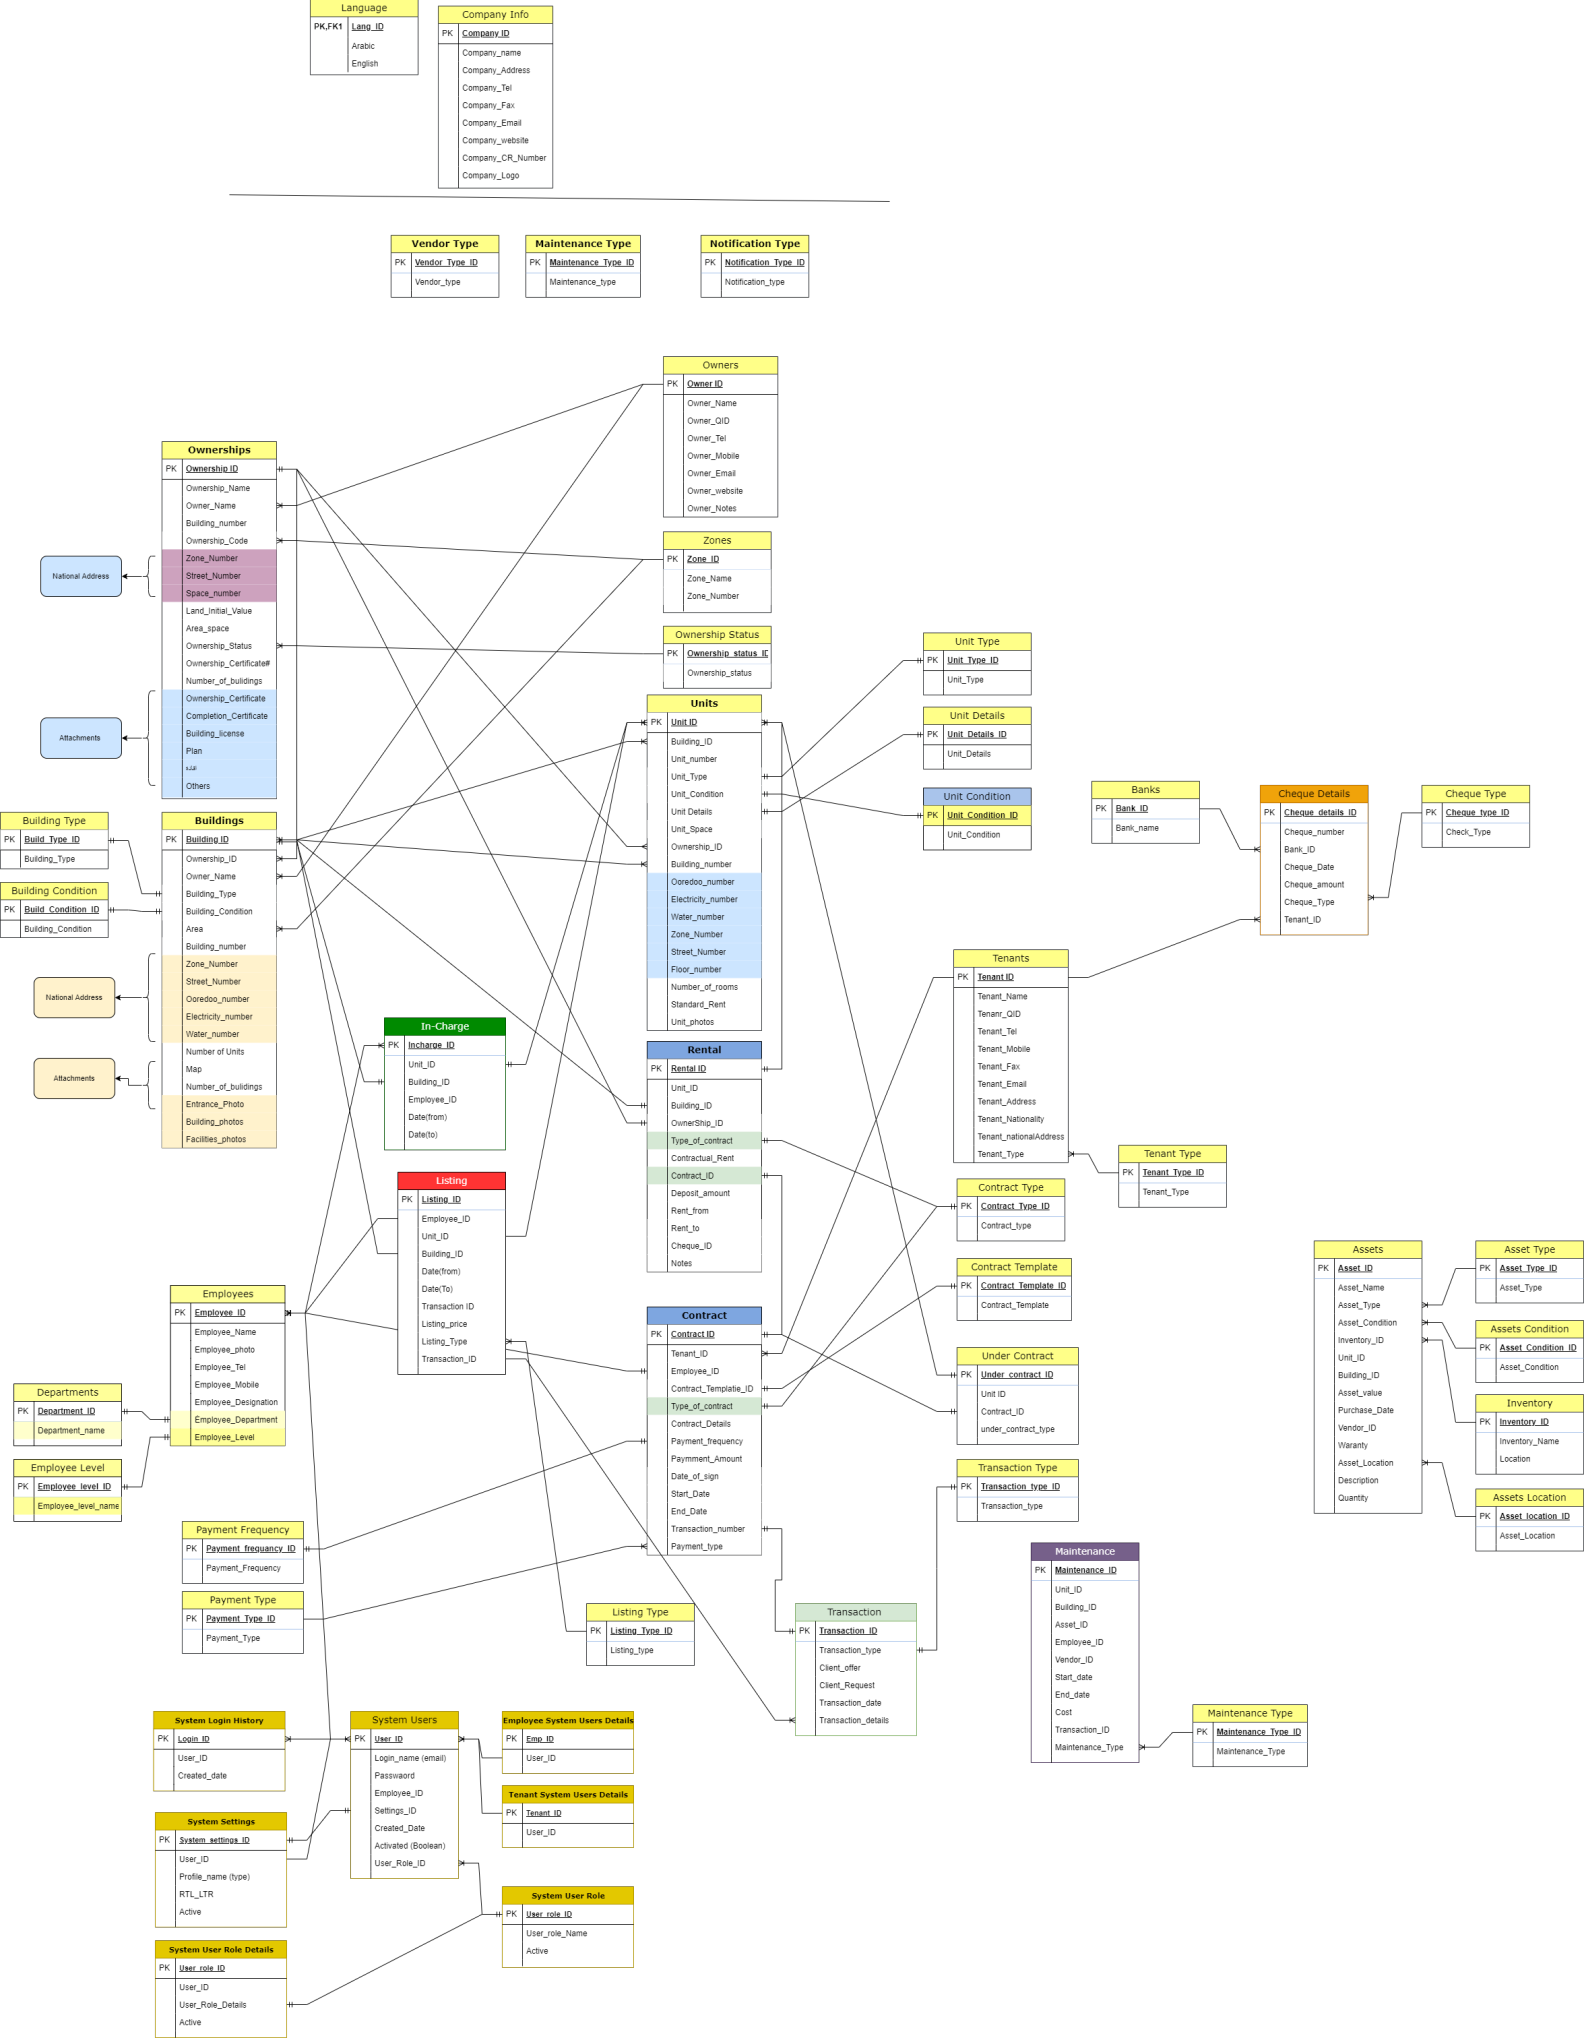 Language
PK,FK1 Lang_ID
Arabic
English
Company Info
PK Company ID
Company_name
Company_Address
Company_Tel
Company_Fax
Company_Email
Company_website
Company_CR_Number
Company_Logo
Vendor Type
PK Vendor_Type_ID
Vendor_type
Maintenance Type
PK Maintenance_Type_ID
Maintenance_type
Notification Type
PK Notification_Type_ID
Notification_type
Owners
PK Owner ID
Owner_Name
Owner_QID
Owner_Tel
Owner_Mobile
Owner_Email
Owner_website
Owner_Notes
Ownerships
PK Ownership ID
Ownership_Name
Owner_Name
Building_number
Ownership_Code
Zone_Number
Street_Number
Space_number
Land_Initial_Value
Area_space
Ownership_Status
Ownership_Certificate#
Number_of_bulidings
Ownership_Certificate
Completion_Certificate
Building_license
Plan
Others
National Address
Attachments
Zones
PK Zone_ID
Zone_Name
Zone_Number
Ownership Status
PK Ownership_status_ID
Ownership_status
Units
PK Unit ID
Building_ID
Unit_number
Unit_Type
Unit_Condition
Unit Details
Unit_Space
Ownership_ID
Building_number
Ooredoo_number
Electricity_number
Water_number
Zone_Number
Street_Number
Floor_number
Number_of_rooms
Standard_Rent
Unit_photos
Unit Type
PK Unit_Type_ID
Unit_Type
Unit Details
PK Unit_Details_ID
Unit_Details
Unit Condition
PK Unit_Condition_ID
Unit_Condition
Banks
PK Bank_ID
Bank_name
Cheque Details
PK Cheque_details_ID
Cheque_number
Bank_ID
Cheque_Date
Cheque_amount
Cheque_Type
Tenant_ID
Cheque Type
PK Cheque_type_ID
Check_Type
Building Type
PK Build_Type_ID
Building_Type
Building Condition
PK Build_Condition_ID
Building_Condition
Buildings
PK Building ID
Ownership_ID
Owner_Name
Building_Type
Building_Condition
Area
Building_number
Zone_Number
Street_Number
Ooredoo_number
Electricity_number
Water_number
Number of Units
Map
Number_of_bulidings
Entrance_Photo
Building_photos
Facilities_photos
National Address
Attachments
In-Charge
PK Incharge_ID
Unit_ID
Building_ID
Employee_ID
Date(from)
Date(to)
Rental
PK Rental ID
Unit_ID
Building_ID
OwnerShip_ID
Type_of_contract
Contractual_Rent
Contract_ID
Deposit_amount
Rent_from
Rent_to
Cheque_ID
Notes
Tenants
PK Tenant ID
Tenant_Name
Tenanr_QID
Tenant_Tel
Tenant_Mobile
Tenant_Fax
Tenant_Email
Tenant_Address
Tenant_Nationality
Tenant_nationalAddress
Tenant_Type
Tenant Type
PK Tenant_Type_ID
Tenant_Type
Listing
PK Listing_ID
Employee_ID
Unit_ID
Building_ID
Date(from)
Date(To)
Transaction ID
Listing_price
Listing_Type
Transaction_ID
Contract Type
PK Contract_Type_ID
Contract_type
Contract Template
PK Contract_Template_ID
Contract_Template
Under Contract
PK Under_contract_ID
Unit ID
Contract_ID
under_contract_type
Assets
PK Asset_ID
Asset_Name
Asset_Type
Asset_Condition
Inventory_ID
Unit_ID
Building_ID
Asset_value
Purchase_Date
Vendor_ID
Waranty
Asset_Location
Description
Quantity
Asset Type
PK Asset_Type_ID
Asset_Type
Assets Condition
PK Asset_Condition_ID
Asset_Condition
Inventory
PK Inventory_ID
Inventory_Name
Location
Assets Location
PK Asset_location_ID
Asset_Location
Employees
PK Employee_ID
Employee_Name
Employee_photo
Employee_Tel
Employee_Mobile
Employee_Designation
Employee_Department
Employee_Level
Departments
PK Department_ID
Department_name
Employee Level
PK Employee_level_ID
Employee_level_name
Contract
PK Contract ID
Tenant_ID
Employee_ID
Contract_Templatie_ID
Type_of_contract
Contract_Details
Payment_frequency
Paymment_Amount
Date_of_sign
Start_Date
End_Date
Transaction_number
Payment_type
Transaction Type
PK Transaction_type_ID
Transaction_type
Payment Frequency
PK Payment_frequancy_ID
Payment_Frequency
Payment Type
PK Payment_Type_ID
Payment_Type
Listing Type
PK Listing_Type_ID
Listing_type
Transaction
PK Transaction_ID
Transaction_type
Client_offer
Client_Request
Transaction_date
Transaction_details
Maintenance
PK Maintenance_ID
Unit_ID
Building_ID
Asset_ID
Employee_ID
Vendor_ID
Start_date
End_date
Cost
Transaction_ID
Maintenance_Type
Maintenance Type
PK Maintenance_Type_ID
Maintenance_Type
System Login History
PK Login_ID
User_ID
Created_date
System Users
PK User_ID
Login_name (email)
Passwaord
Employee_ID
Settings_ID
Created_Date
Activated (Boolean)
User_Role_ID
Employee System Users Details
PK Emp_ID
User_ID
Tenant System Users Details
PK Tenant_ID
User_ID
System Settings
PK System_settings_ID
User_ID
Profile_name (type)
RTL_LTR
Active
System User Role
PK User_role_ID
User_role_Name
Active
System User Role Details
PK User_role_ID
User_ID
User_Role_Details
Active